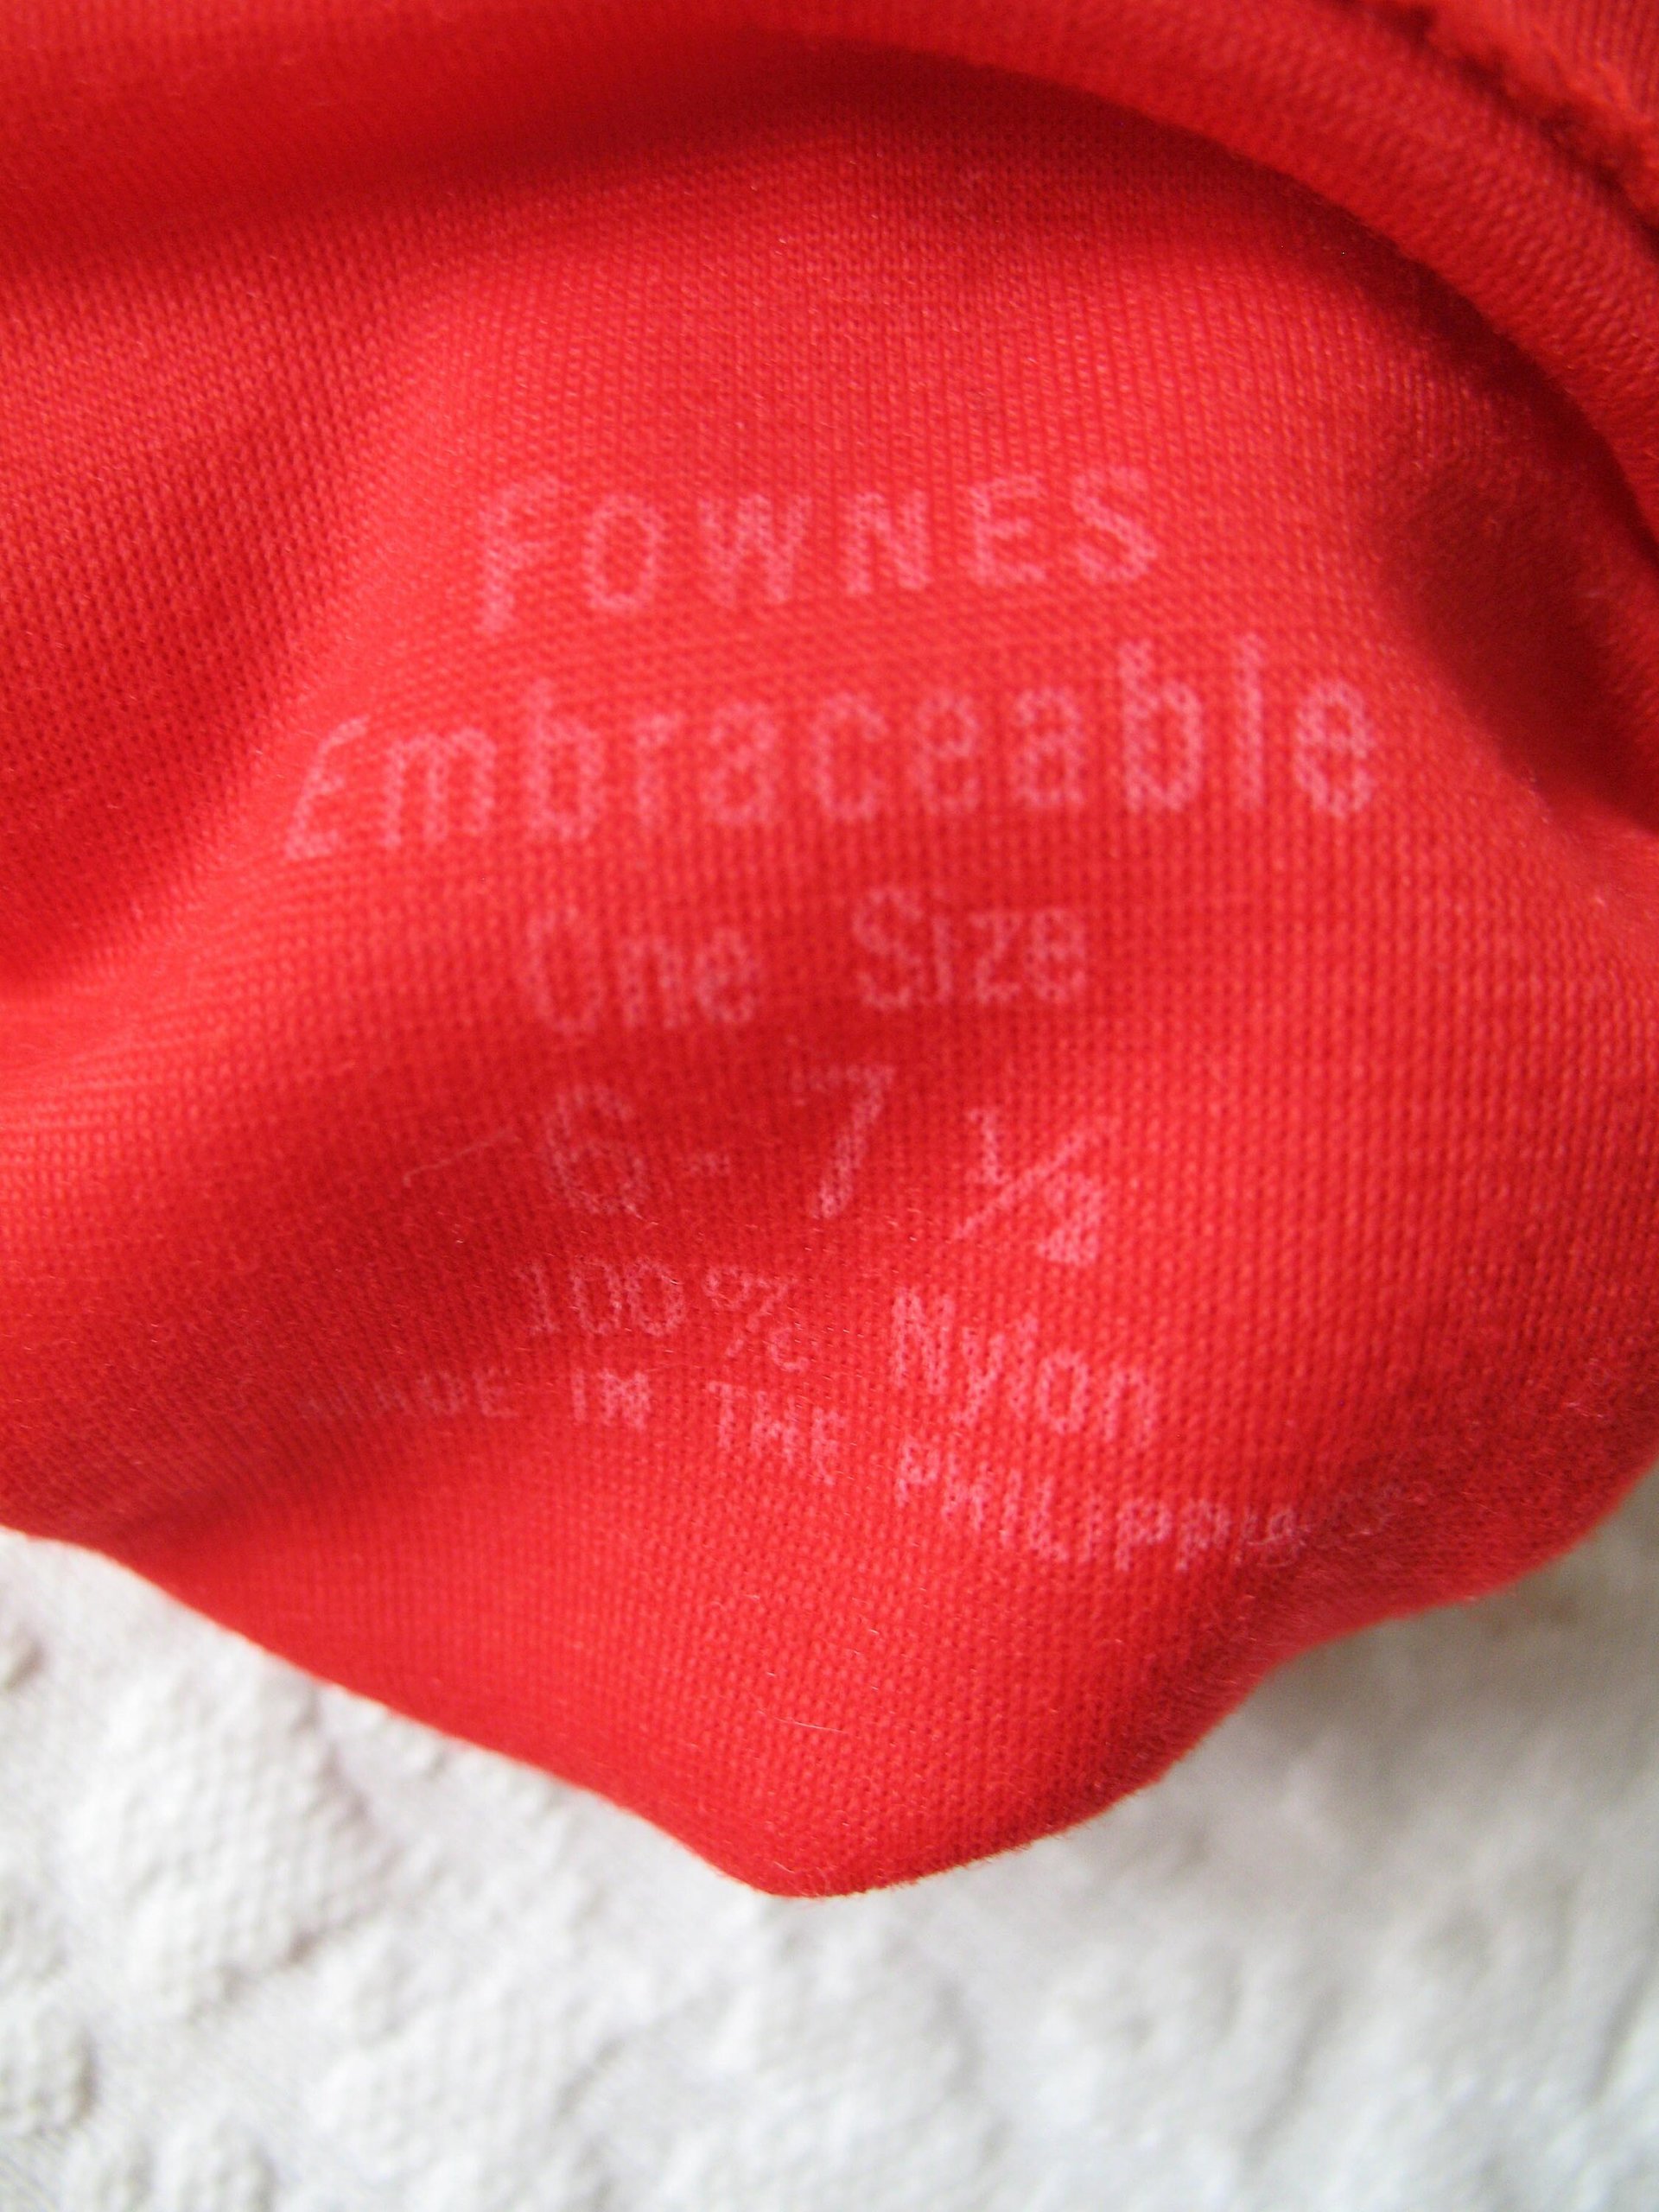 FOWNES
Embraceable
One Size
6-7 1/2
100% Nylon
MADE IN THE PHILIPPINES